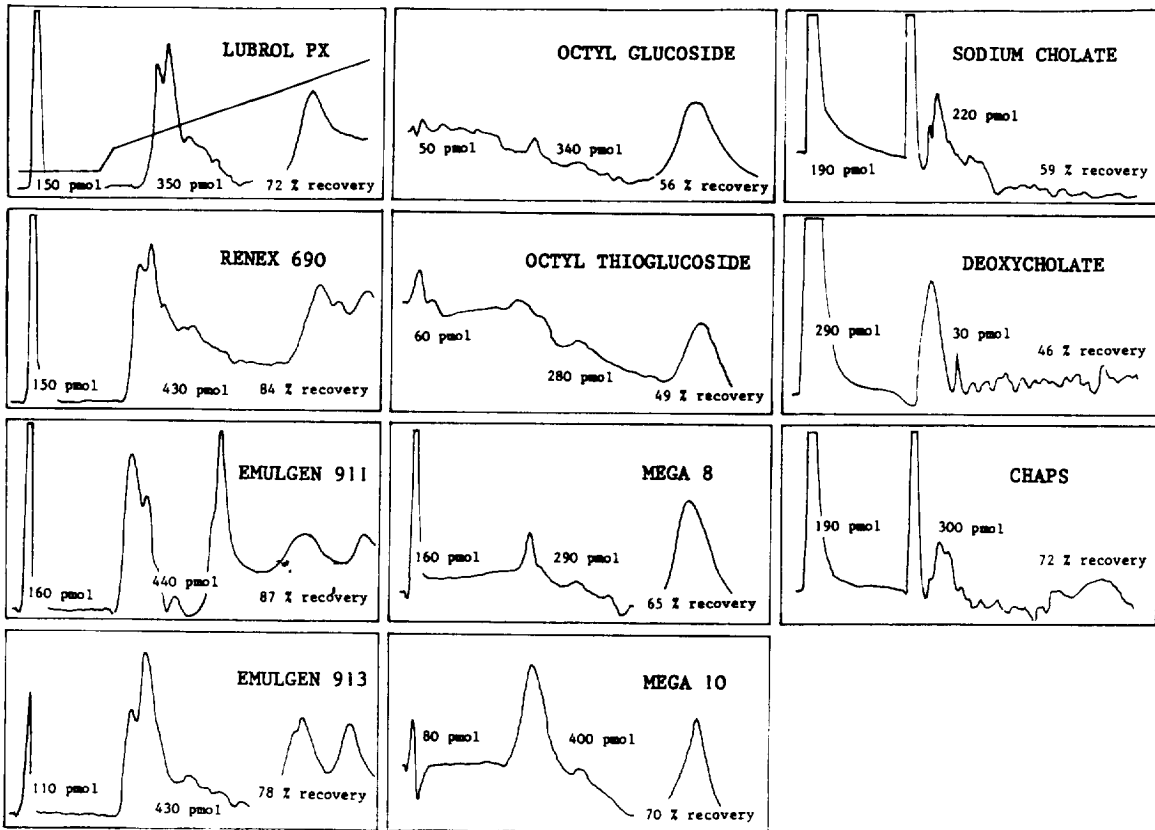 LUBROL PX
150 pmol
350 pmol
72 % recovery
OCTYL GLUCOSIDE
50 pmol
340 pmol
56 % recovery
SODIUM CHOLATE
220 pmol
190 pmol
59 % recovery
RENEX 690
150 pmol
430 pmol
84 % recovery
OCTYL THIOGLUCOSIDE
60 pmol
280 pmol
49 % recovery
DEOXYCHOLATE
290 pmol
30 pmol
46 % recovery
EMULGEN 911
160 pmol
440 pmol
87 % recovery
MEGA 8
160 pmol
290 pmol
65 % recovery
CHAPS
190 pmol
300 pmol
72 % recovery
EMULGEN 913
110 pmol
430 pmol
78 % recovery
MEGA 10
80 pmol
400 pmol
70 % recovery